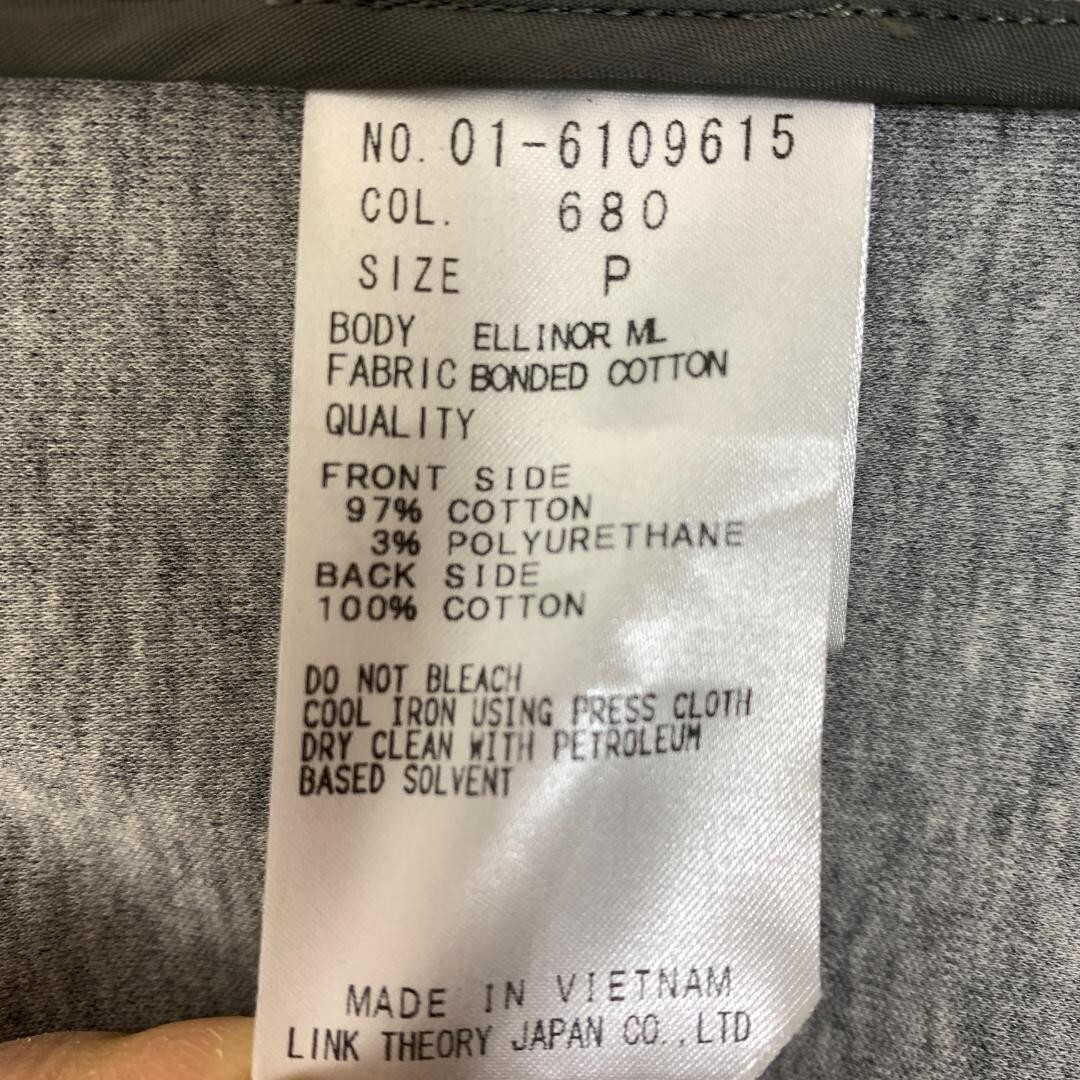 NO. 01-6109615
COL. 680
SIZE P
BODY ELLINOR ML
FABRIC BONDED COTTON
QUALITY
FRONT SIDE
97% COTTON
3% POLYURETHANE
BACK SIDE
100% COTTON
DO NOT BLEACH
COOL IRON USING PRESS CLOTH
DRY CLEAN WITH PETROLEUM
BASED SOLVENT
MADE IN VIETNAM
LINK THEORY JAPAN CO.,LTD